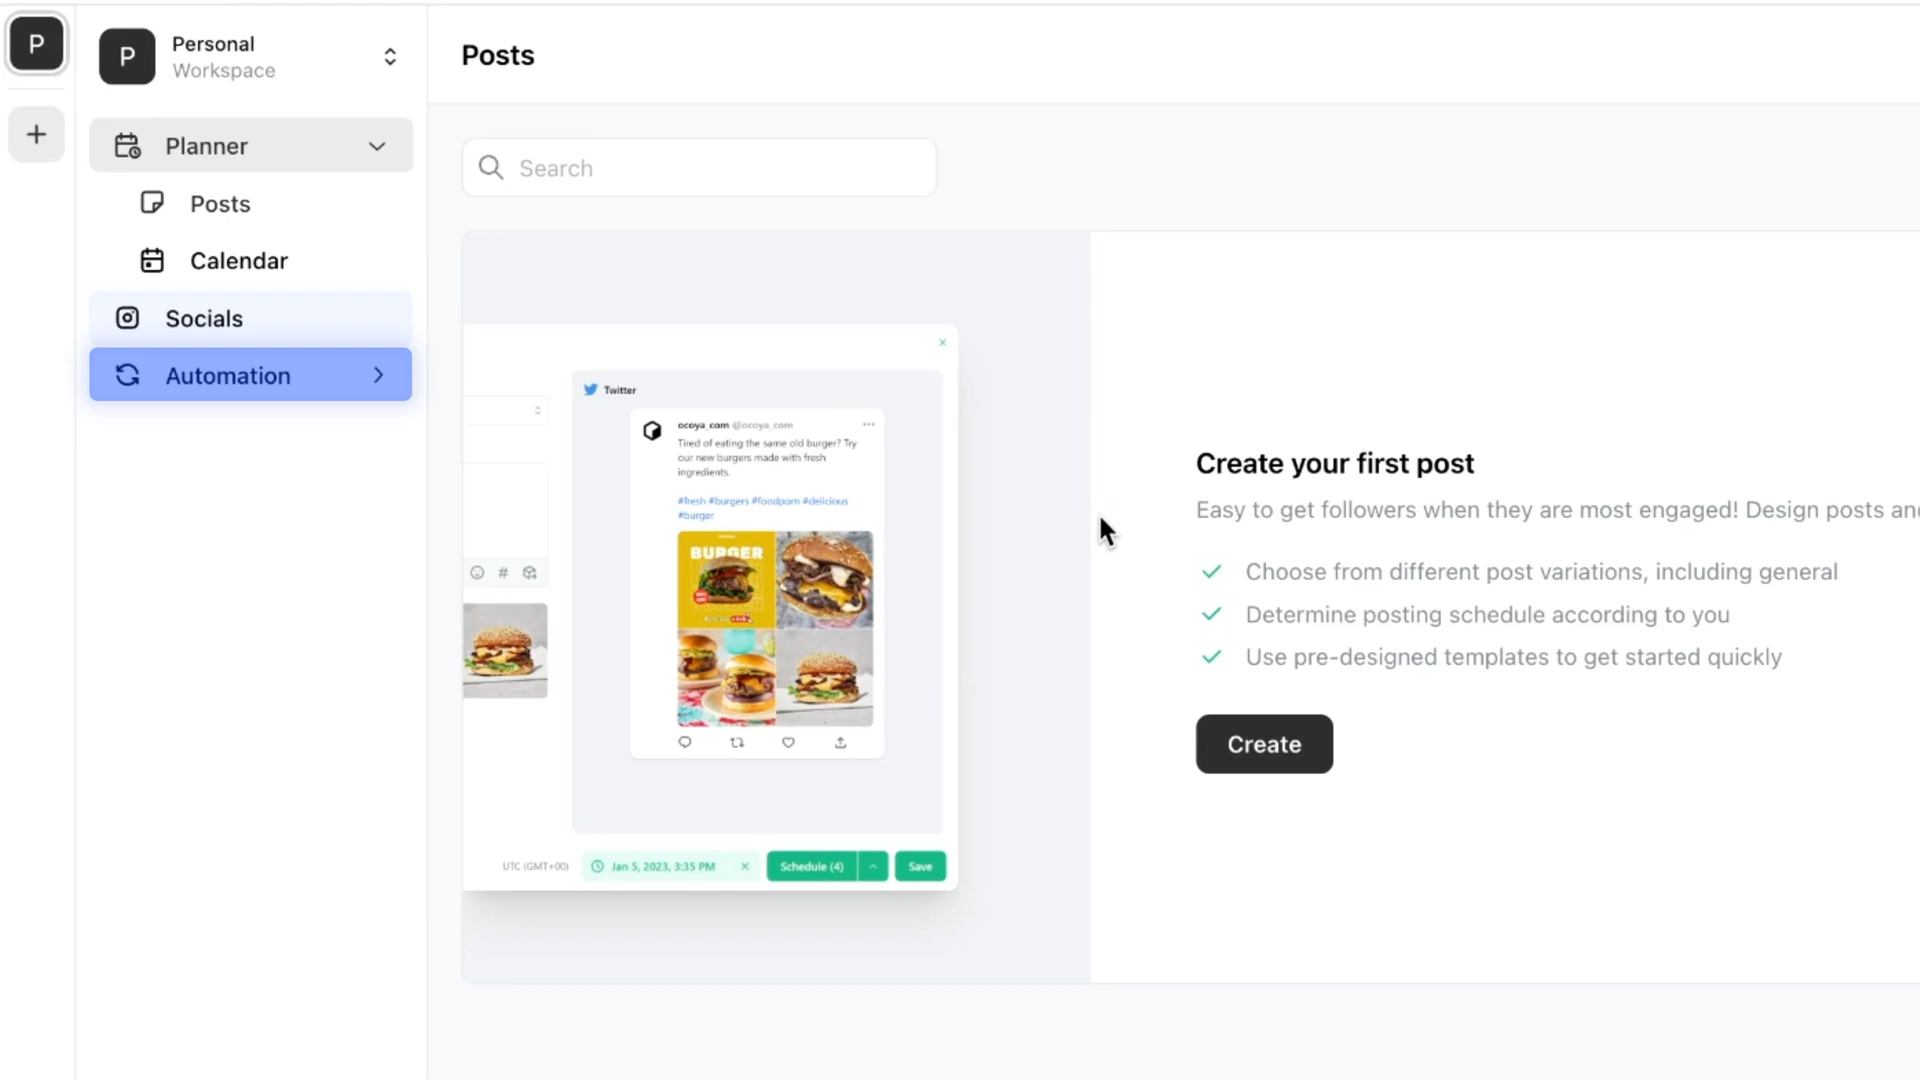 P
P
Personal
Workspace
Planner
Posts
Calendar
Socials
Automation
Posts
Search
Twitter
ocoya_com @ocoya_com
Tired of eating the same old burger? Try
our new burgers made with fresh
ingredients.
#fresh #burgers #foodporn #delicious
#burger
BURGER
UTC (GMT+00)
Jan 5, 2023, 3:35 PM
Schedule (4)
Save
Create your first post
Easy to get followers when they are most engaged! Design posts and
Choose from different post variations, including general
Determine posting schedule according to you
Use pre-designed templates to get started quickly
Create